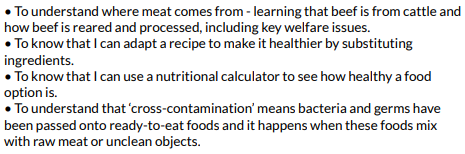 • To understand where meat comes from - learning that beef is from cattle and
how beef is reared and processed, including key welfare issues.
• To know that I can adapt a recipe to make it healthier by substituting
ingredients.
• To know that I can use a nutritional calculator to see how healthy a food
option is.
• To understand that ‘cross-contamination’ means bacteria and germs have
been passed onto ready-to-eat foods and it happens when these foods mix
with raw meat or unclean objects.